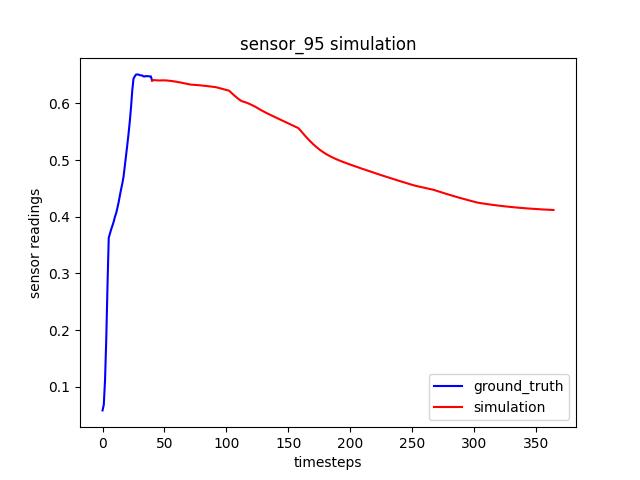 sensor_95 simulation
sensor readings
0.6
0.5
0.4
0.3
0.2
0.1
0 50 100 150 200 250 300 350
timesteps
ground_truth
simulation